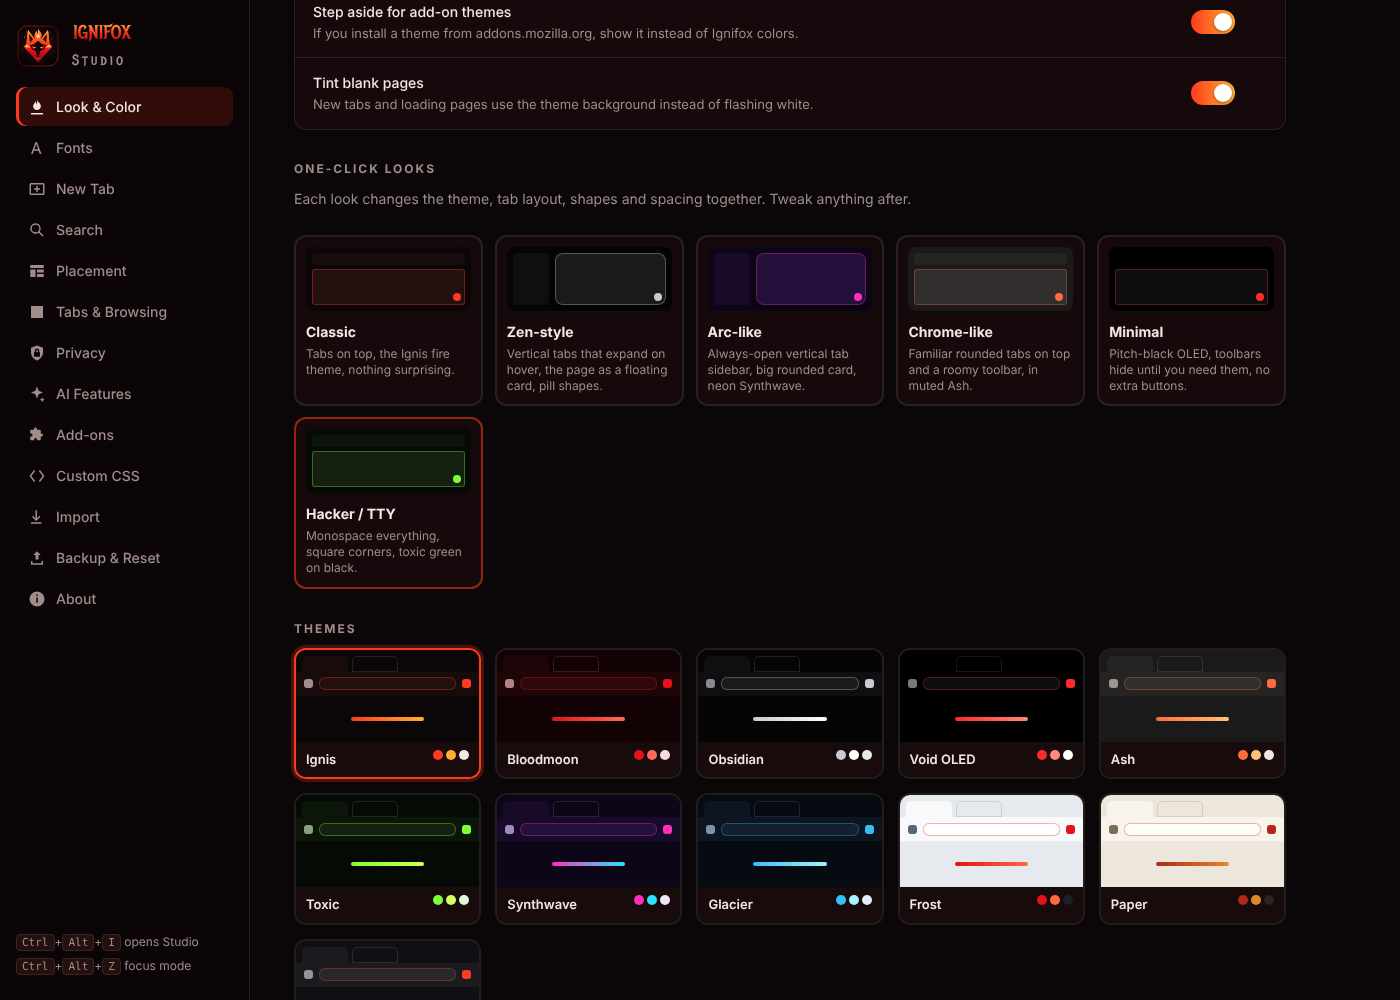 IGNIFOX
STUDIO
Look & Color
Fonts
New Tab
Search
Placement
Tabs & Browsing
Privacy
AI Features
Add-ons
Custom CSS
Import
Backup & Reset
About
Ctrl+Alt+I opens Studio
Ctrl+Alt+Z focus mode
Step aside for add-on themes
If you install a theme from addons.mozilla.org, show it instead of Ignifox colors.
Tint blank pages
New tabs and loading pages use the theme background instead of flashing white.
ONE-CLICK LOOKS
Each look changes the theme, tab layout, shapes and spacing together. Tweak anything after.
Classic
Tabs on top, the Ignis fire
theme, nothing surprising.
Zen-style
Vertical tabs that expand on
hover, the page as a floating
card, pill shapes.
Arc-like
Always-open vertical tab
sidebar, big rounded card,
neon Synthwave.
Chrome-like
Familiar rounded tabs on top
and a roomy toolbar, in
muted Ash.
Minimal
Pitch-black OLED, toolbars
hide until you need them, no
extra buttons.
Hacker / TTY
Monospace everything,
square corners, toxic green
on black.
THEMES
Ignis
Bloodmoon
Obsidian
Void OLED
Ash
Toxic
Synthwave
Glacier
Frost
Paper